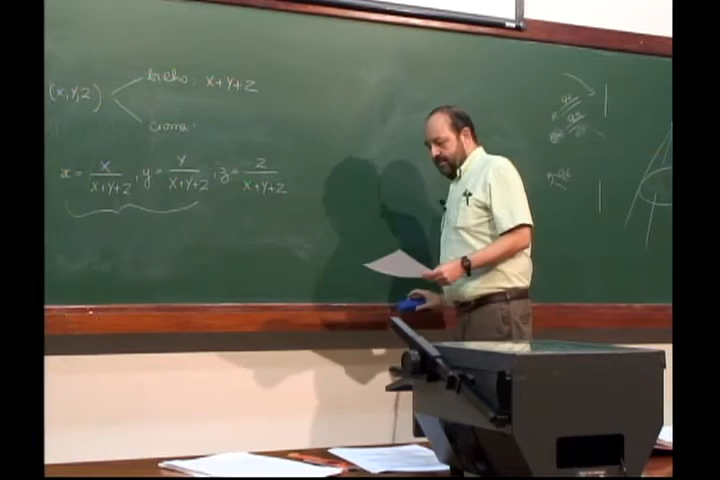 (X,Y,Z)
brilho: X+Y+Z
croma:
x = X/(X+Y+Z), y = Y/(X+Y+Z), z = Z/(X+Y+Z)